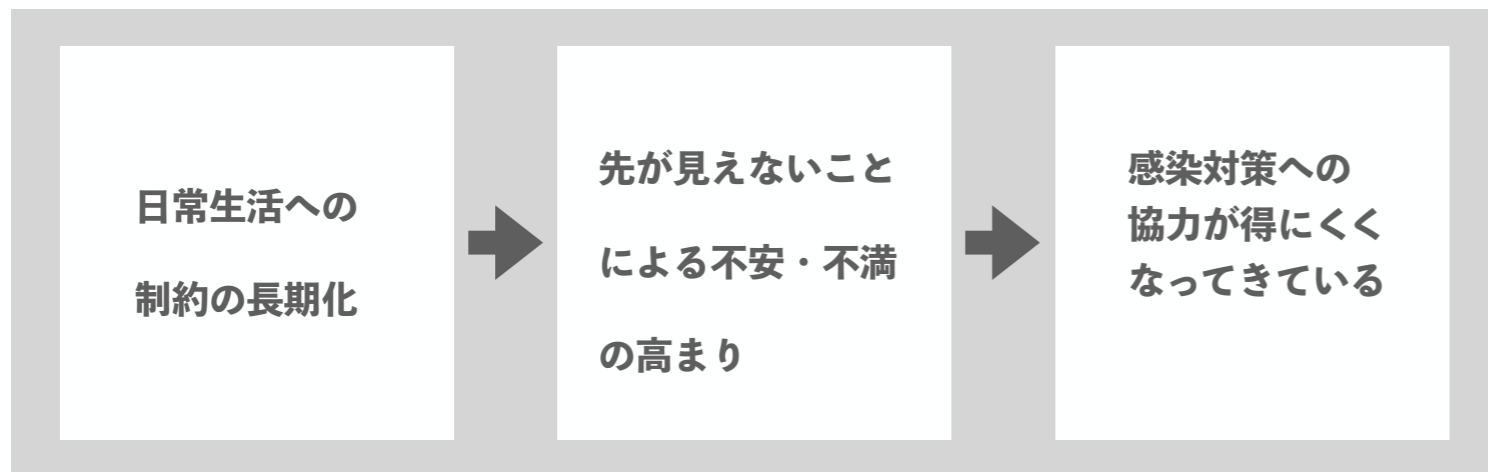 日常生活への
制約の長期化
先が見えないこと
による不安・不満
の高まり
感染対策への
協力が得にくく
なってきている